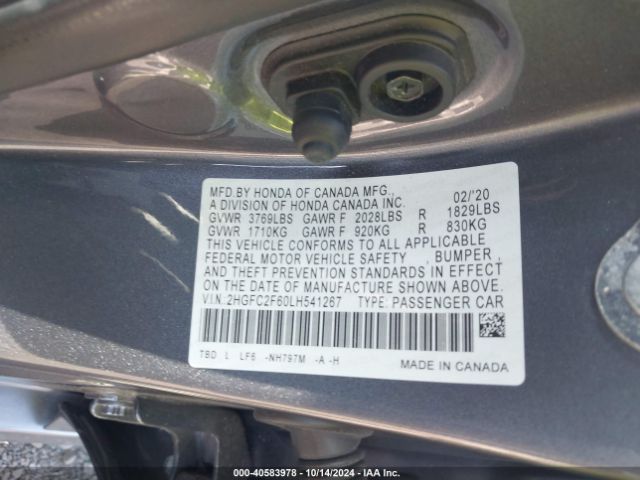 MFD.BY HONDA OF CANADA MFG., 02/'20
A DIVISION OF HONDA CANADA INC.
GVWR 3769LBS GAWR F 2028LBS R 1829LBS
GVWR 1710KG GAWR F 920KG R 830KG
THIS VEHICLE CONFORMS TO ALL APPLICABLE
FEDERAL MOTOR VEHICLE SAFETY , BUMPER ,
AND THEFT PREVENTION STANDARDS IN EFFECT
ON THE DATE OF MANUFACTURE SHOWN ABOVE.
V.I.N.:2HGFC2F60LH541267 TYPE: PASSENGER CAR
TBD L LF6 -NH797M -A -H
MADE IN CANADA
000-40583978 | 10/14/2024 - IAA Inc.